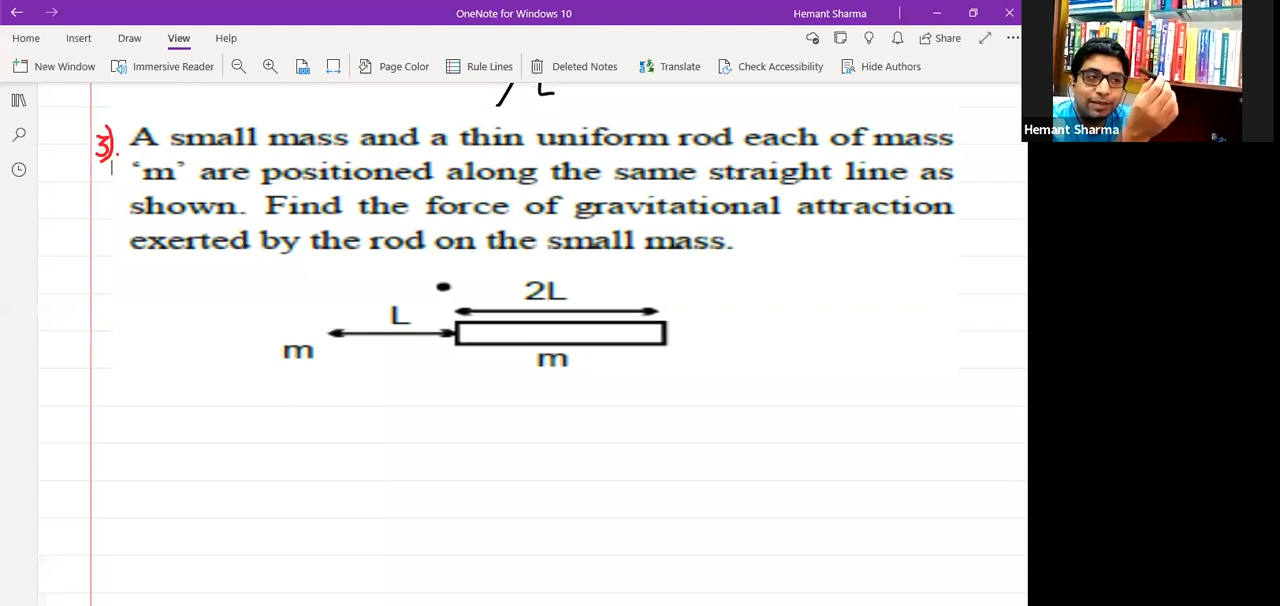 OneNote for Windows 10
Hemant Sharma
Home Insert Draw View Help
Share
New Window Immersive Reader Page Color Rule Lines Deleted Notes Translate Check Accessibility Hide Authors
Hemant Sharma
L
3). A small mass and a thin uniform rod each of mass
‘m’ are positioned along the same straight line as
shown. Find the force of gravitational attraction
exerted by the rod on the small mass.
2L
L
m
m